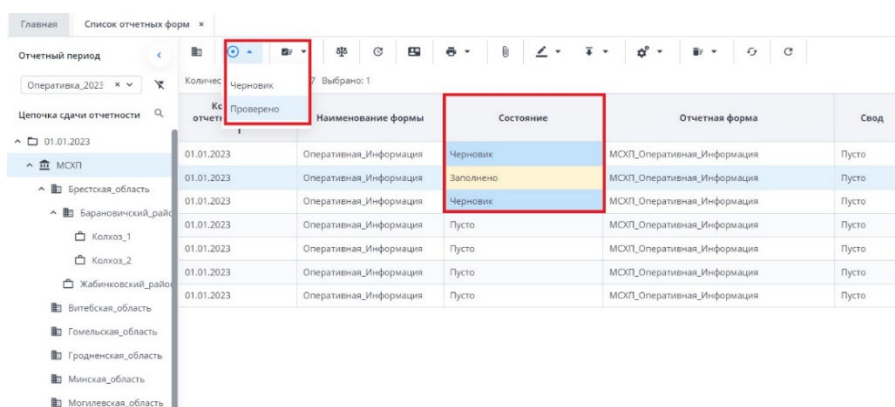 Главная Список отчетных форм ×
Отчетный период
Оперативка_2023 ×
Цепочка сдачи отчетности
01.01.2023
МСХП
Брестская_область
Барановичский_райо
Колхоз_1
Колхоз_2
Жабинковский_район
Витебская_область
Гомельская_область
Гродненская_область
Минская_область
Могилевская_область
Количес 7 Выбрано: 1
Черновик
Проверено
Наименование формы Состояние Отчетная форма Свод
01.01.2023 Оперативная_Информация Черновик МСХП_Оперативная_Информация Пусто
01.01.2023 Оперативная_Информация Заполнено МСХП_Оперативная_Информация Пусто
01.01.2023 Оперативная_Информация Черновик МСХП_Оперативная_Информация Пусто
01.01.2023 Оперативная_Информация Пусто МСХП_Оперативная_Информация Пусто
01.01.2023 Оперативная_Информация Пусто МСХП_Оперативная_Информация Пусто
01.01.2023 Оперативная_Информация Пусто МСХП_Оперативная_Информация Пусто
01.01.2023 Оперативная_Информация Пусто МСХП_Оперативная_Информация Пусто